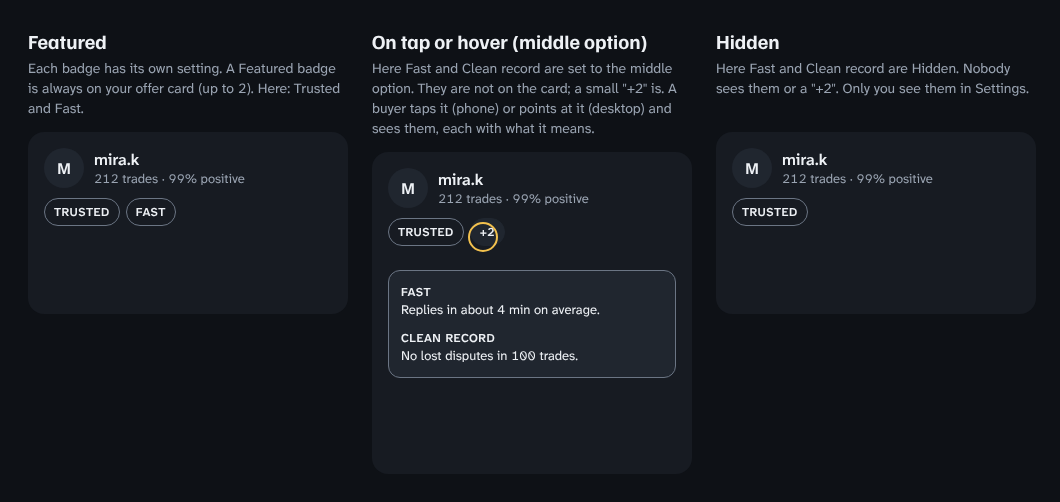 Featured
Each badge has its own setting. A Featured badge
is always on your offer card (up to 2). Here: Trusted
and Fast.
M
mira.k
212 trades · 99% positive
TRUSTED
FAST
On tap or hover (middle option)
Here Fast and Clean record are set to the middle
option. They are not on the card; a small "+2" is. A
buyer taps it (phone) or points at it (desktop) and
sees them, each with what it means.
M
mira.k
212 trades · 99% positive
TRUSTED
+2
FAST
Replies in about 4 min on average.
CLEAN RECORD
No lost disputes in 100 trades.
Hidden
Here Fast and Clean record are Hidden. Nobody
sees them or a "+2". Only you see them in Settings.
M
mira.k
212 trades · 99% positive
TRUSTED